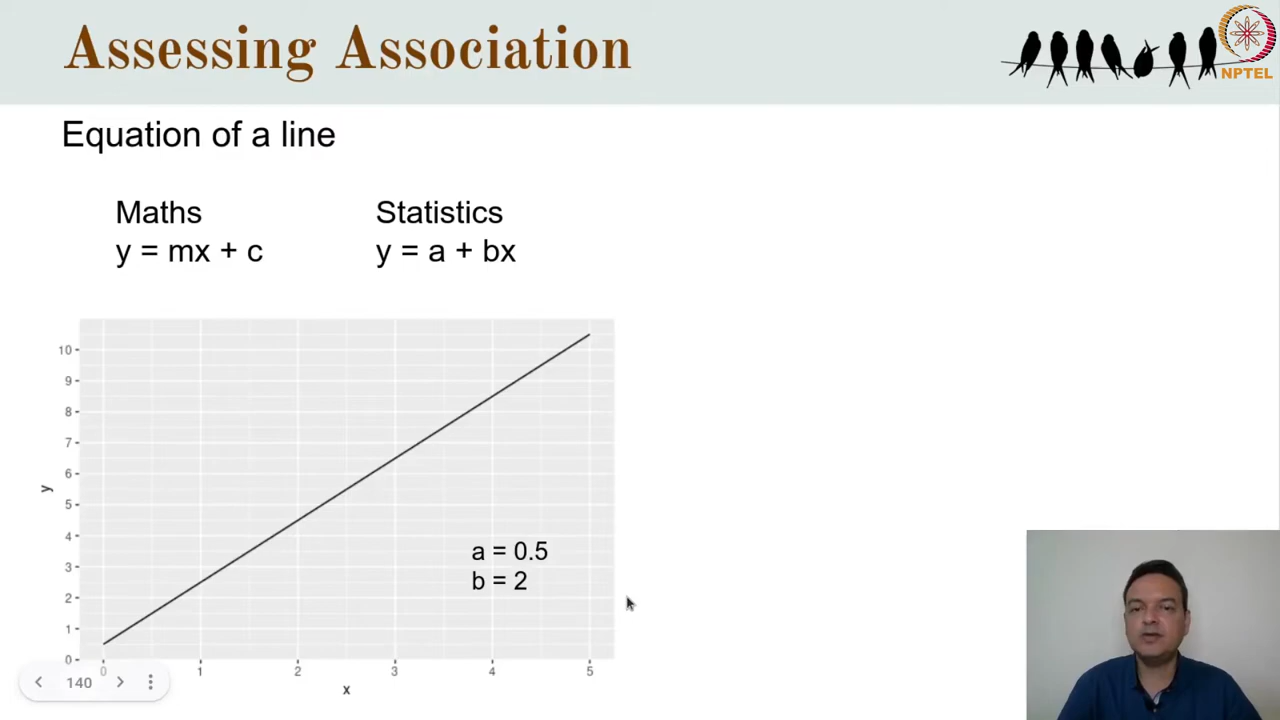 Assessing Association
NPTEL
Equation of a line
Maths
y = mx + c
Statistics
y = a + bx
10
9
8
7
6
5
4
3
2
1
0
y
a = 0.5
b = 2
0
1
2
3
4
5
x
140